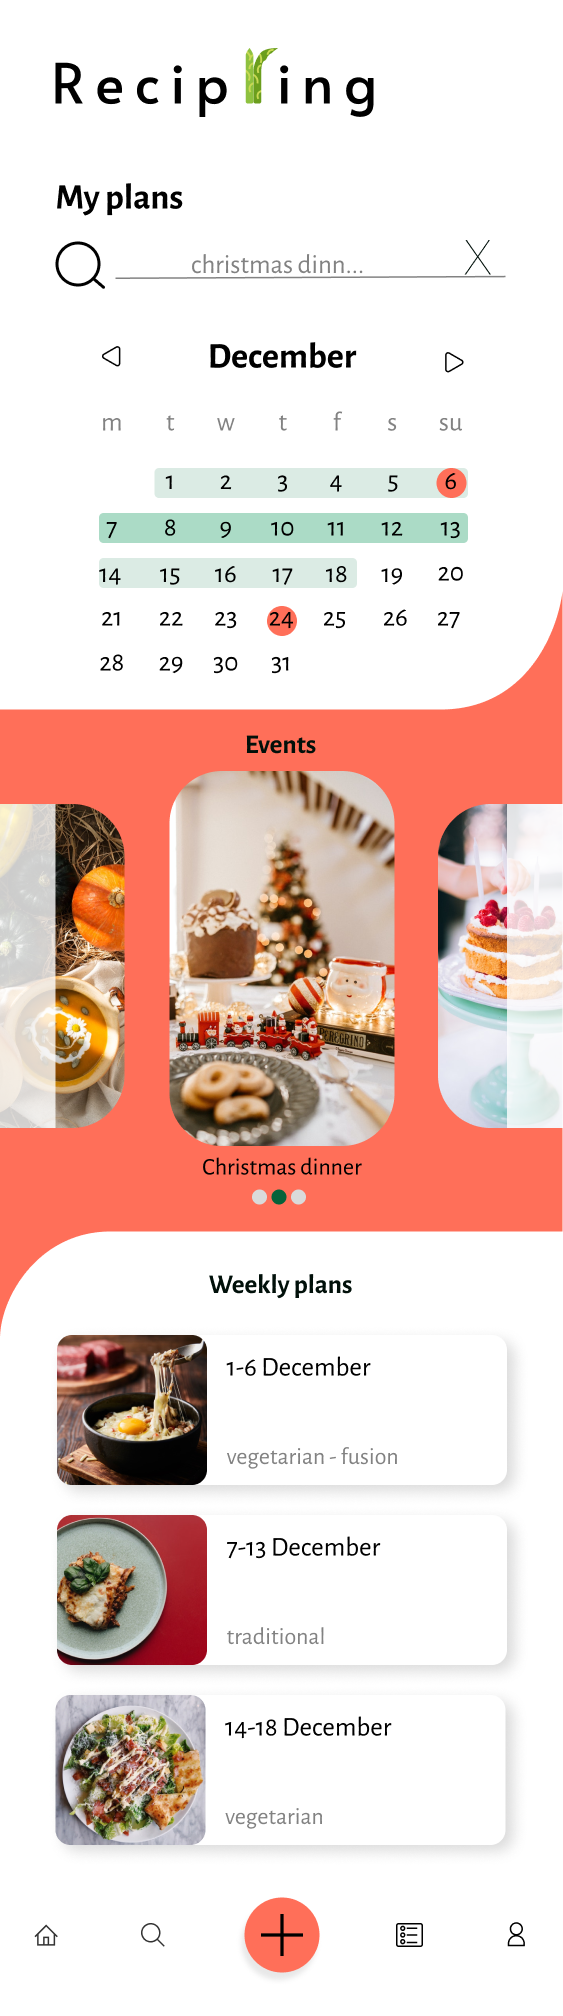 Recipring
My plans
christmas dinn...
December
m t w t f s su
1 2 3 4 5 6
7 8 9 10 11 12 13
14 15 16 17 18 19 20
21 22 23 24 25 26 27
28 29 30 31
Events
PEREGRINO
Christmas dinner
Weekly plans
1-6 December
vegetarian - fusion
7-13 December
traditional
14-18 December
vegetarian